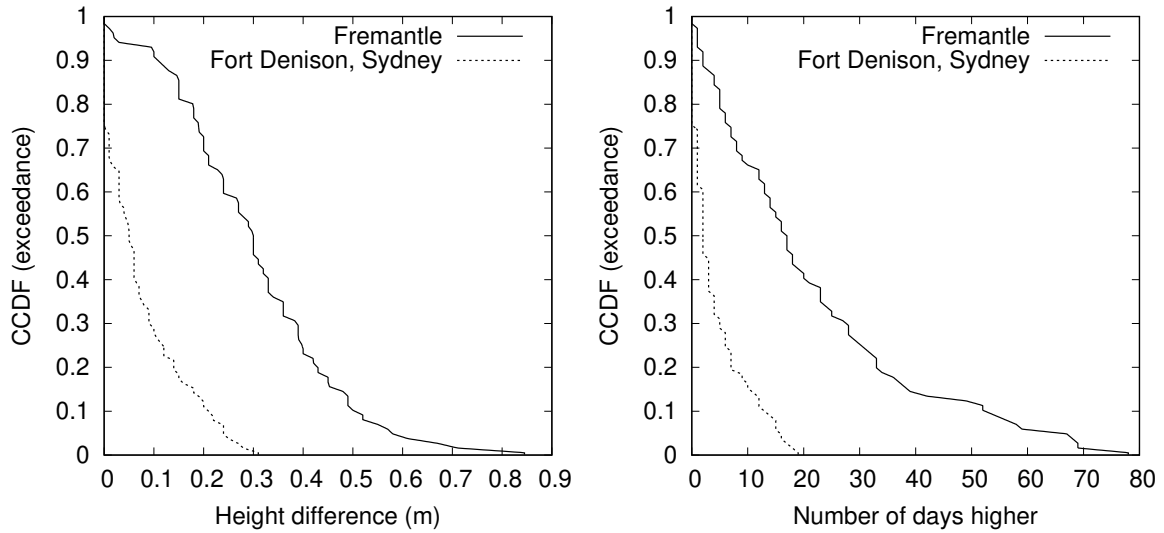 CCDF (exceedance)
1
0.9
0.8
0.7
0.6
0.5
0.4
0.3
0.2
0.1
0
Fremantle
Fort Denison, Sydney
0 0.1 0.2 0.3 0.4 0.5 0.6 0.7 0.8 0.9
Height difference (m)
CCDF (exceedance)
1
0.9
0.8
0.7
0.6
0.5
0.4
0.3
0.2
0.1
0
Fremantle
Fort Denison, Sydney
0 10 20 30 40 50 60 70 80
Number of days higher